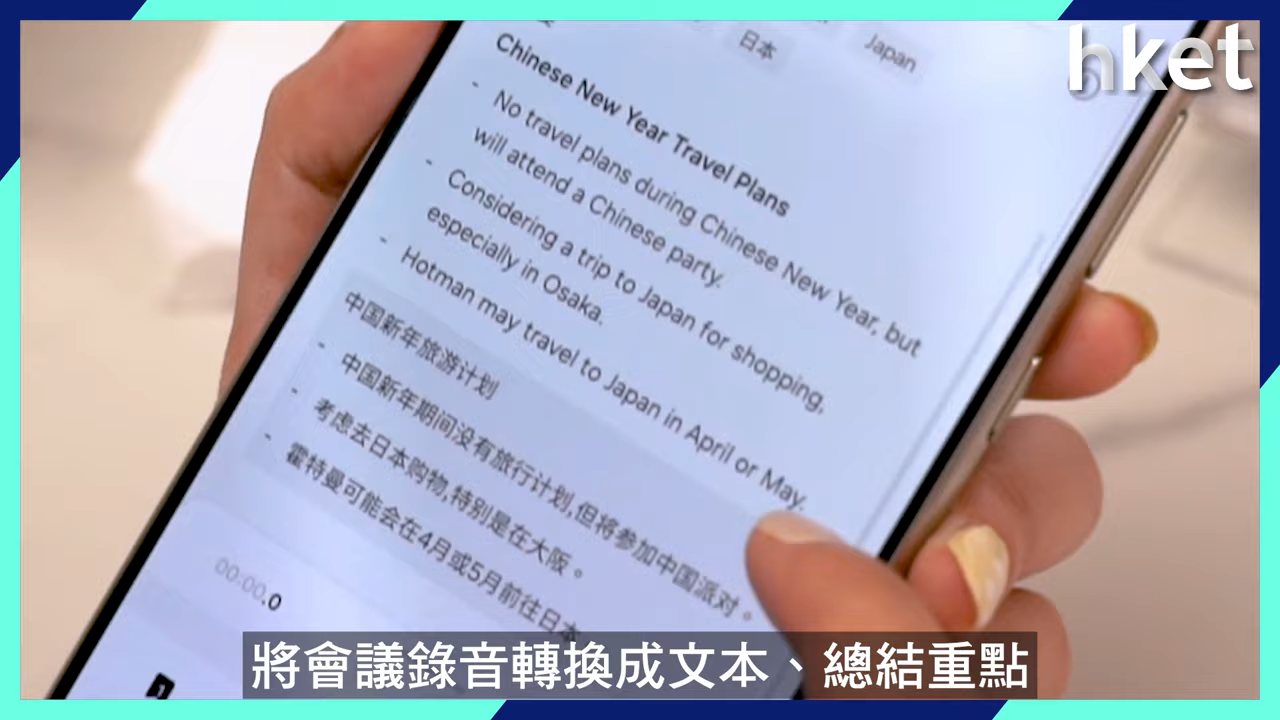 hket
日本
Japan
Chinese New Year Travel Plans
- No travel plans during Chinese New Year, but
will attend a Chinese party.
- Considering a trip to Japan for shopping,
especially in Osaka.
- Hotman may travel to Japan in April or May.
中国新年旅游计划
- 中国新年期间没有旅行计划,但将参加中国派对。
- 考虑去日本购物,特别是在大阪。
- 霍特曼可能会在4月或5月前往日本
00:00.0
將會議錄音轉換成文本、總結重點